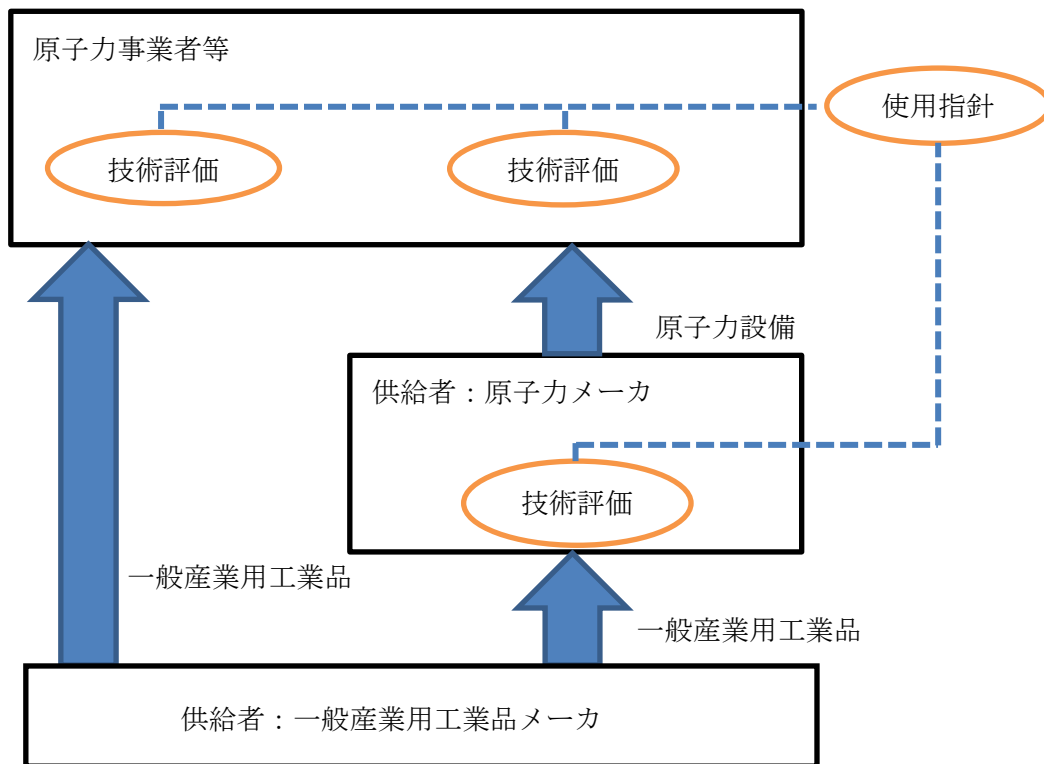 原子力事業者等
使用指針
技術評価
技術評価
原子力設備
供給者：原子力メーカ
技術評価
一般産業用工業品
一般産業用工業品
供給者：一般産業用工業品メーカ